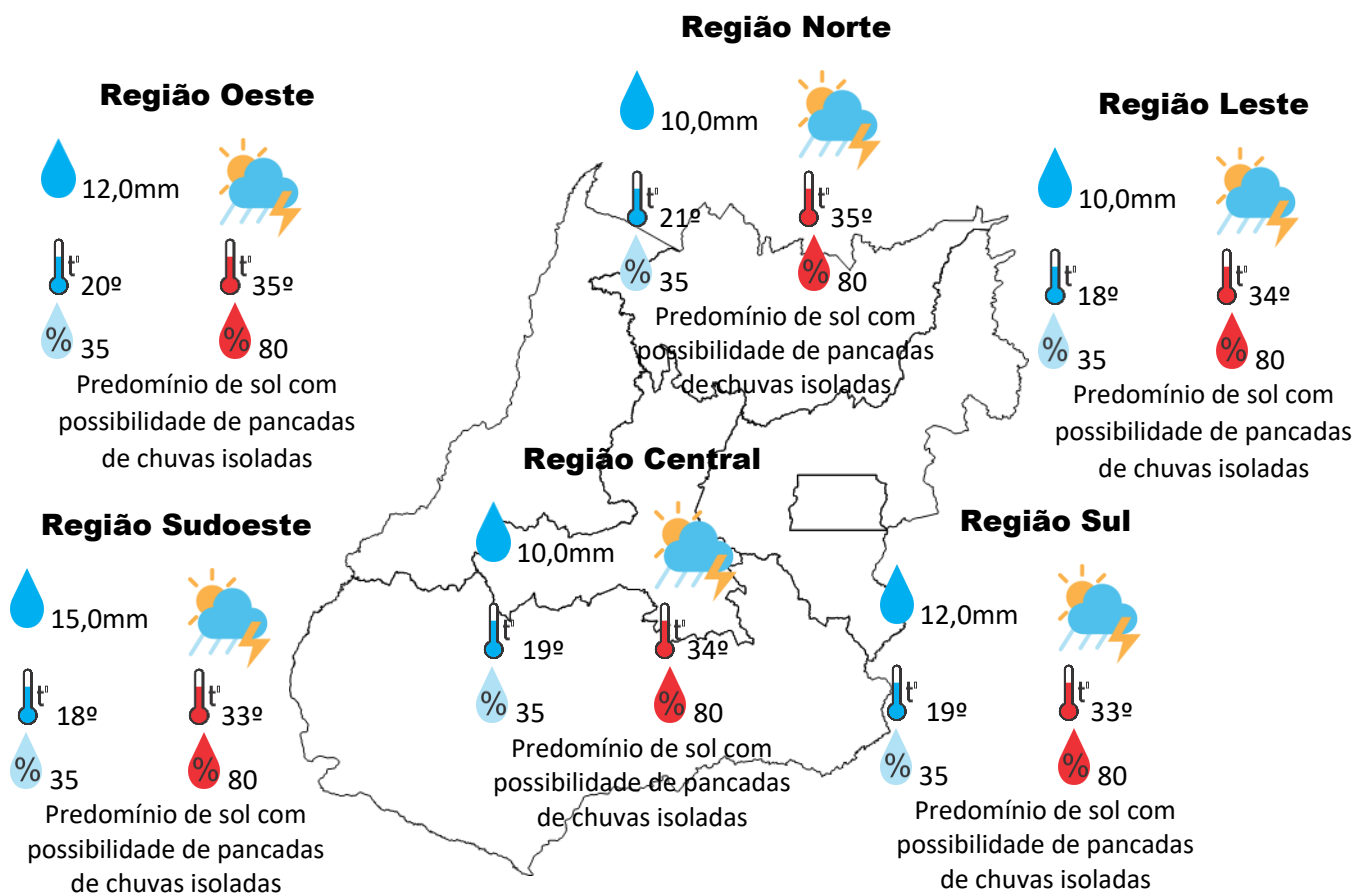 Região Norte
10,0mm
t°
21º
t°
35º
%
35
%
80
Predomínio de sol com
possibilidade de pancadas
de chuvas isoladas
Região Oeste
12,0mm
t°
20º
t°
35º
%
35
%
80
Predomínio de sol com
possibilidade de pancadas
de chuvas isoladas
Região Leste
10,0mm
t°
18º
t°
34º
%
35
%
80
Predomínio de sol com
possibilidade de pancadas
de chuvas isoladas
Região Central
10,0mm
t°
19º
t°
34º
%
35
%
80
Predomínio de sol com
possibilidade de pancadas
de chuvas isoladas
Região Sudoeste
15,0mm
t°
18º
t°
33º
%
35
%
80
Predomínio de sol com
possibilidade de pancadas
de chuvas isoladas
Região Sul
12,0mm
t°
19º
t°
33º
%
35
%
80
Predomínio de sol com
possibilidade de pancadas
de chuvas isoladas